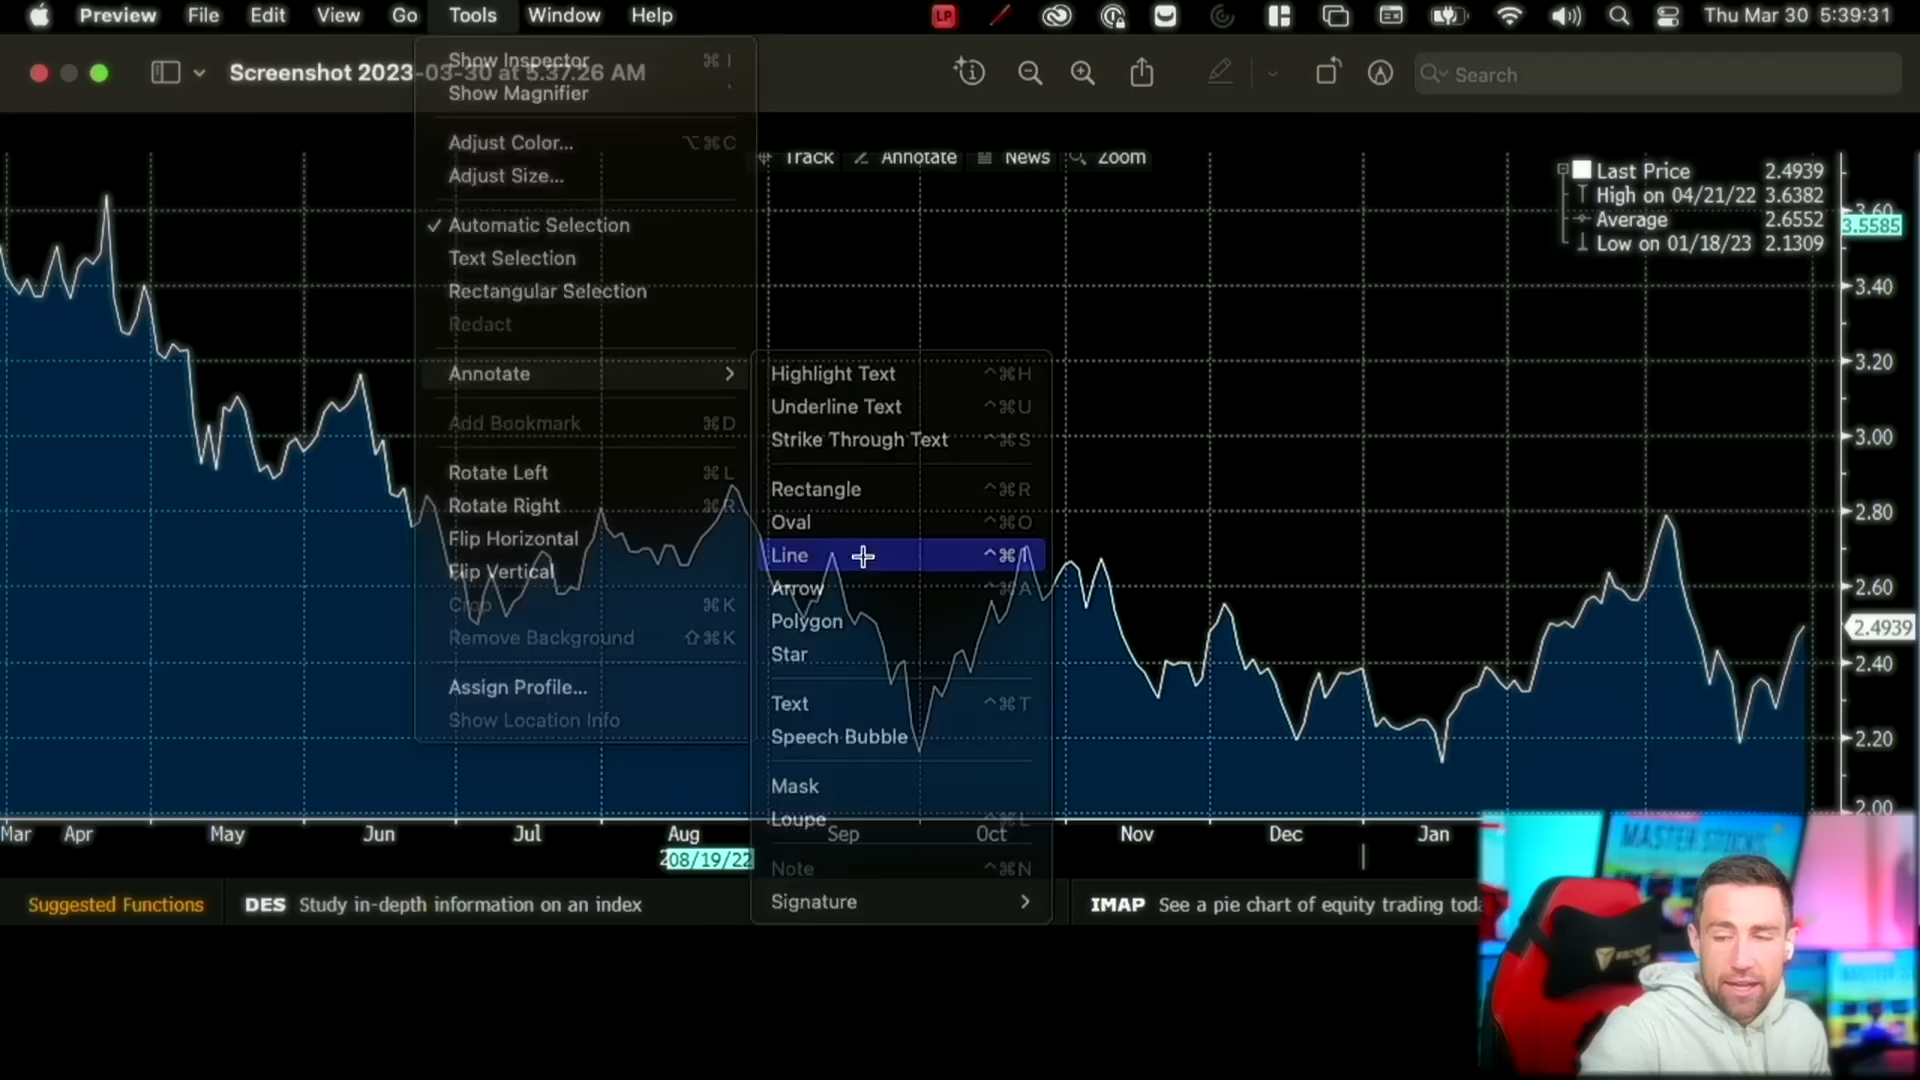 Preview File Edit View Go Tools Window Help LP Thu Mar 30 5:39:31
Screenshot 2023-03-30 at 5.37.26 AM
Search
Show Inspector ⌘ I
Show Magnifier `
Adjust Color... ⌥⌘C
Adjust Size...
✓ Automatic Selection
Text Selection
Rectangular Selection
Redact
Annotate >
Add Bookmark ⌘D
Rotate Left ⌘L
Rotate Right ⌘R
Flip Horizontal
Flip Vertical
Crop ⌘K
Remove Background ⇧⌘K
Assign Profile...
Show Location Info
Highlight Text ^⌘H
Underline Text ^⌘U
Strike Through Text ^⌘S
Rectangle ^⌘R
Oval ^⌘O
Line ^⌘I
Arrow ^⌘A
Polygon
Star
Text ^⌘T
Speech Bubble
Mask
Loupe ^⌘L
Note ^⌘N
Signature >
Track Annotate News Zoom
Last Price 2.4939
High on 04/21/22 3.6382
Average 2.6552
Low on 01/18/23 2.1309
3.60
3.5585
3.40
3.20
3.00
2.80
2.60
2.4939
2.40
2.20
2.00
Mar Apr May Jun Jul Aug Sep Oct Nov Dec Jan
08/19/22
Suggested Functions DES Study in-depth information on an index IMAP See a pie chart of equity trading toda